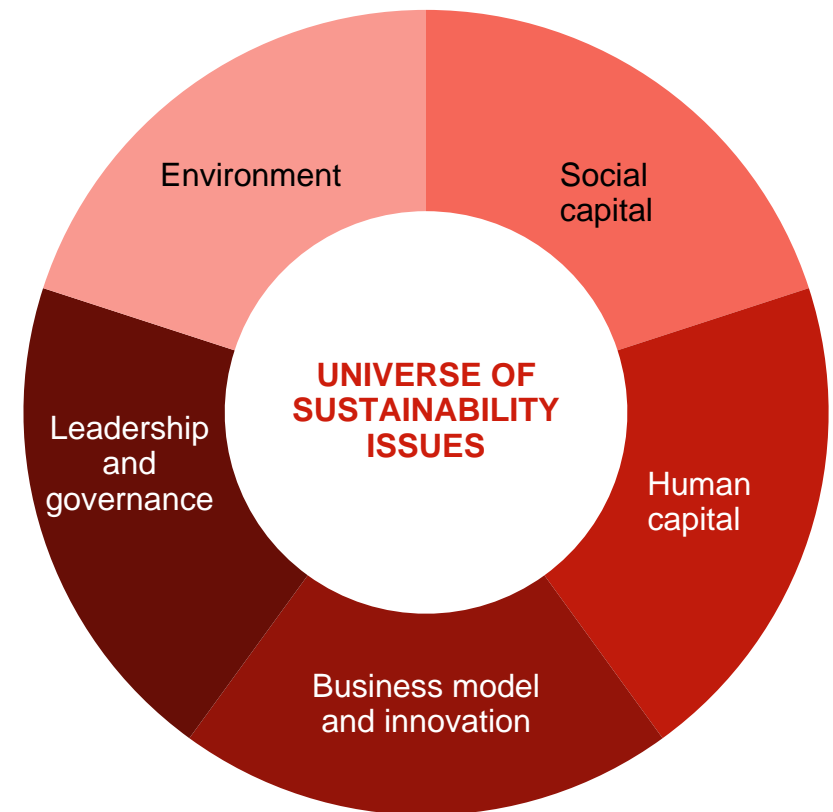 Environment
Social
capital
UNIVERSE OF
SUSTAINABILITY
ISSUES
Leadership
and
governance
Human
capital
Business model
and innovation